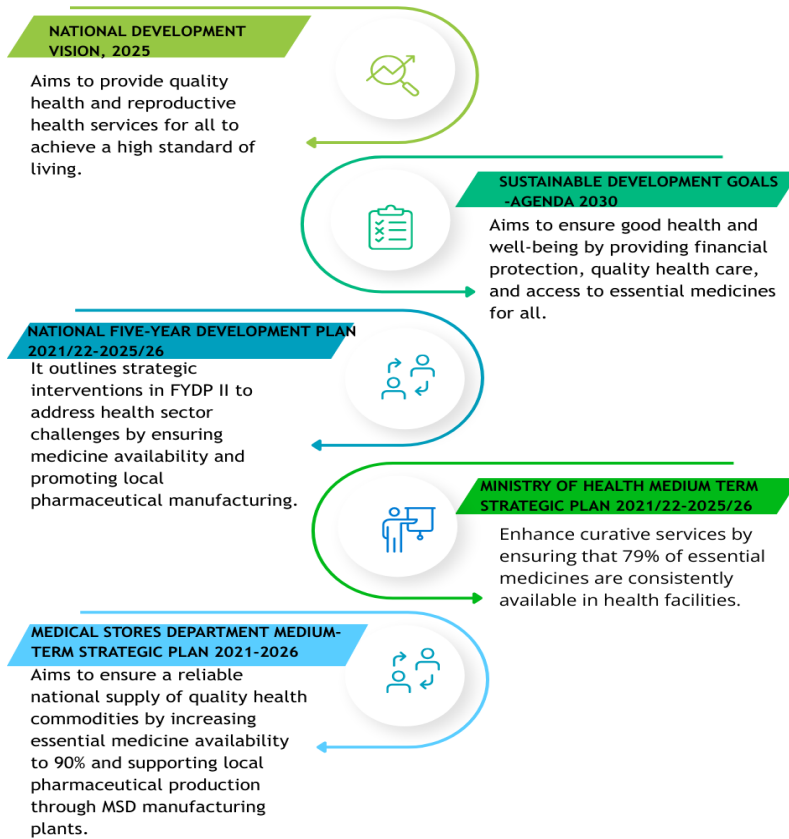 NATIONAL DEVELOPMENT
VISION, 2025
Aims to provide quality
health and reproductive
health services for all to
achieve a high standard of
living.
SUSTAINABLE DEVELOPMENT GOALS
-AGENDA 2030
Aims to ensure good health and
well-being by providing financial
protection, quality health care,
and access to essential medicines
for all.
NATIONAL FIVE-YEAR DEVELOPMENT PLAN
2021/22-2025/26
It outlines strategic
interventions in FYDP II to
address health sector
challenges by ensuring
medicine availability and
promoting local
pharmaceutical manufacturing.
MINISTRY OF HEALTH MEDIUM TERM
STRATEGIC PLAN 2021/22-2025/26
Enhance curative services by
ensuring that 79% of essential
medicines are consistently
available in health facilities.
MEDICAL STORES DEPARTMENT MEDIUM-
TERM STRATEGIC PLAN 2021-2026
Aims to ensure a reliable
national supply of quality health
commodities by increasing
essential medicine availability
to 90% and supporting local
pharmaceutical production
through MSD manufacturing
plants.